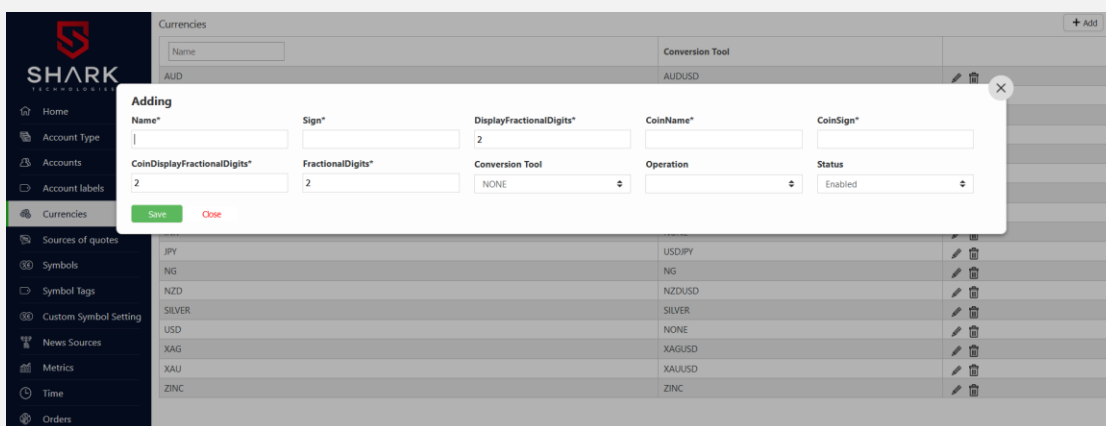 Currencies
+ Add
Name
Conversion Tool
AUD AUDUSD
SHARK
TECHNOLOGIES
Adding
Name* Sign* DisplayFractionalDigits* CoinName* CoinSign*
2
CoinDisplayFractionalDigits* FractionalDigits* Conversion Tool Operation Status
2 2 NONE Enabled
Save Close
Home
Account Type
Accounts
Account labels
Currencies
Sources of quotes
Symbols
Symbol Tags
Custom Symbol Setting
News Sources
Metrics
Time
Orders
JPY USDJPY
NG NG
NZD NZDUSD
SILVER SILVER
USD NONE
XAG XAGUSD
XAU XAUUSD
ZINC ZINC